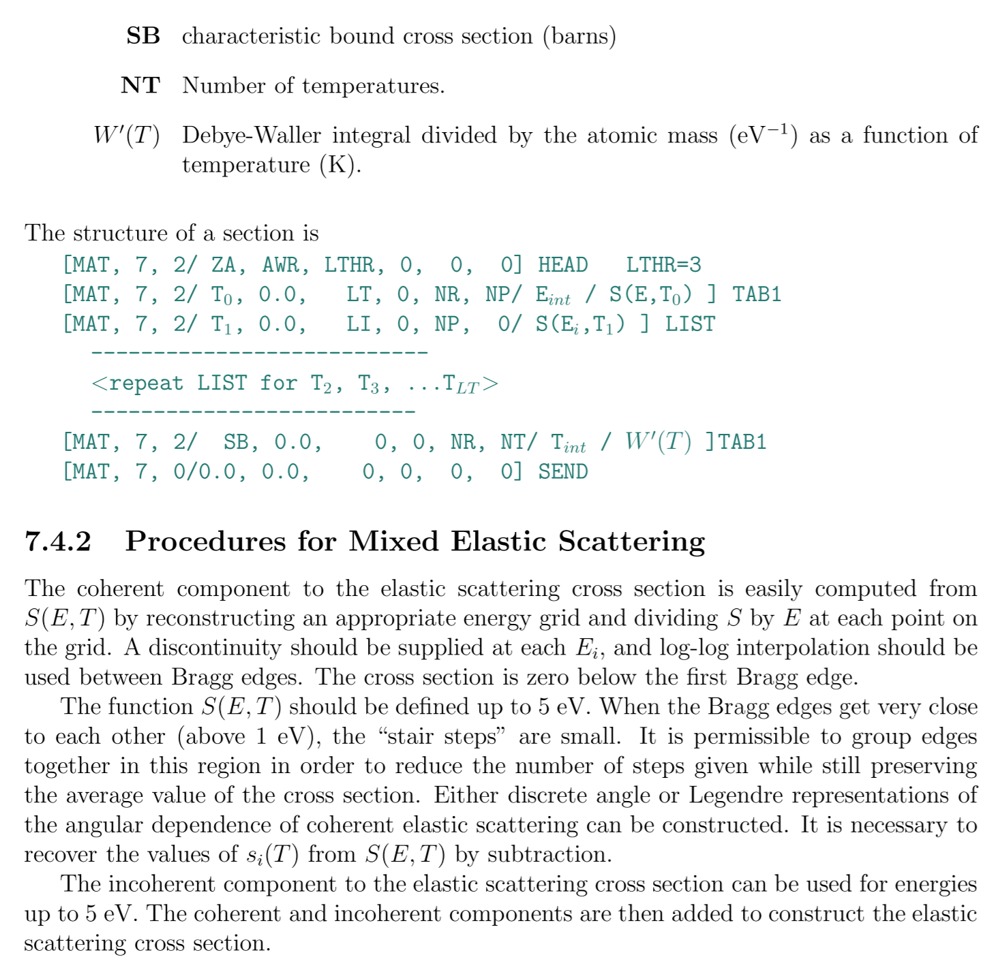 SB characteristic bound cross section (barns)
NT Number of temperatures.
W′(T) Debye-Waller integral divided by the atomic mass (eV⁻¹) as a function of
temperature (K).
The structure of a section is
[MAT, 7, 2/ ZA, AWR, LTHR, 0, 0, 0] HEAD LTHR=3
[MAT, 7, 2/ T₀, 0.0, LT, 0, NR, NP/ E_int / S(E,T₀) ] TAB1
[MAT, 7, 2/ T₁, 0.0, LI, 0, NP, 0/ S(E_i,T₁) ] LIST
---------------------------
<repeat LIST for T₂, T₃, ...T_LT>
--------------------------
[MAT, 7, 2/ SB, 0.0, 0, 0, NR, NT/ T_int / W′(T) ]TAB1
[MAT, 7, 0/0.0, 0.0, 0, 0, 0, 0] SEND
7.4.2 Procedures for Mixed Elastic Scattering
The coherent component to the elastic scattering cross section is easily computed from
S(E, T) by reconstructing an appropriate energy grid and dividing S by E at each point on
the grid. A discontinuity should be supplied at each E_i, and log-log interpolation should be
used between Bragg edges. The cross section is zero below the first Bragg edge.
The function S(E, T) should be defined up to 5 eV. When the Bragg edges get very close
to each other (above 1 eV), the “stair steps” are small. It is permissible to group edges
together in this region in order to reduce the number of steps given while still preserving
the average value of the cross section. Either discrete angle or Legendre representations of
the angular dependence of coherent elastic scattering can be constructed. It is necessary to
recover the values of s_i(T) from S(E, T) by subtraction.
The incoherent component to the elastic scattering cross section can be used for energies
up to 5 eV. The coherent and incoherent components are then added to construct the elastic
scattering cross section.